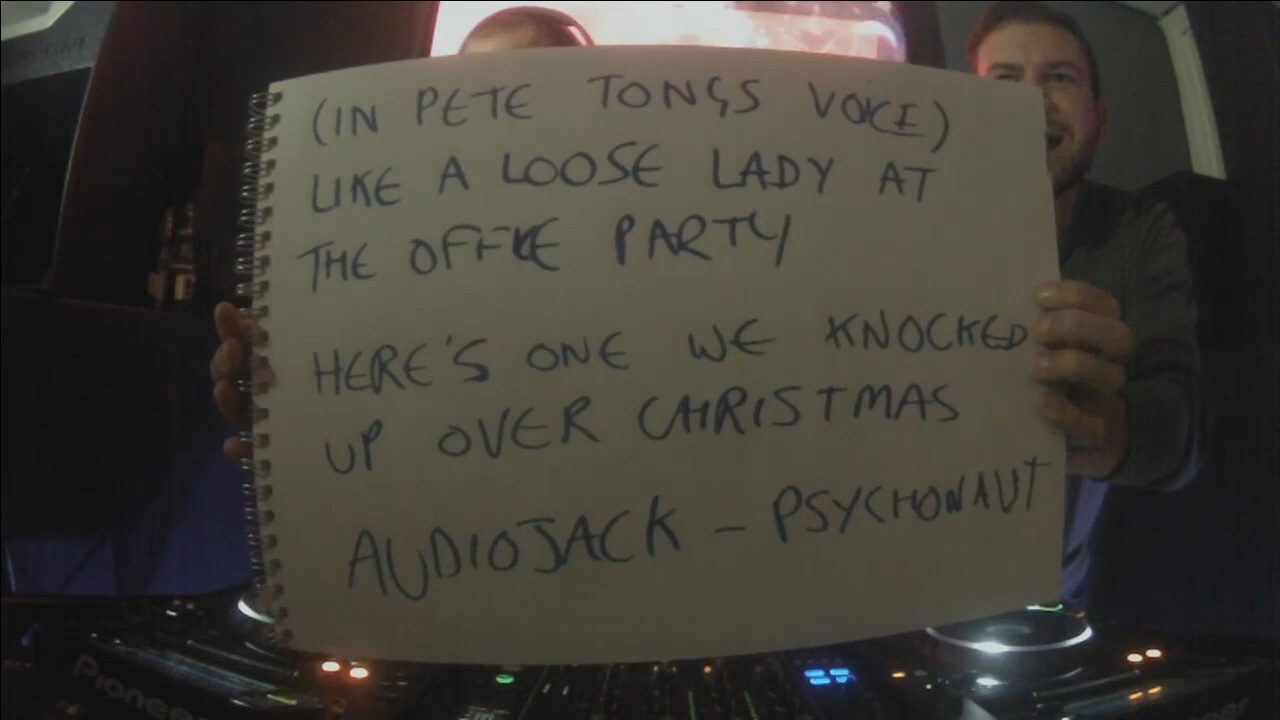 (IN PETE TONGS VOICE)
LIKE A LOOSE LADY AT
THE OFFICE PARTY
HERE'S ONE WE KNOCKED
UP OVER CHRISTMAS
AUDIOJACK – PSYCHONAUT
Pioneer